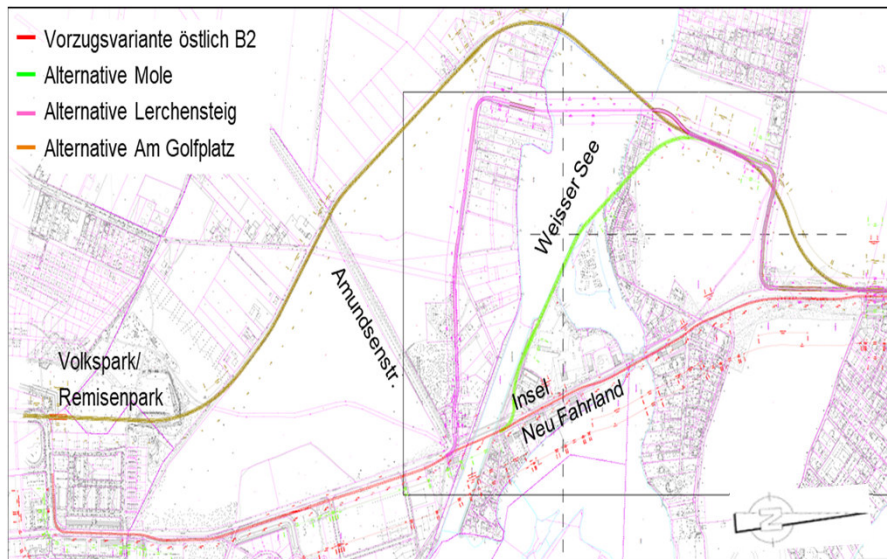 Vorzugsvariante östlich B2
Alternative Mole
Alternative Lerchensteig
Alternative Am Golfplatz
Weisser See
Amundsenstr.
Volkspark/
Remisenpark
Insel
Neu Fahrland
N